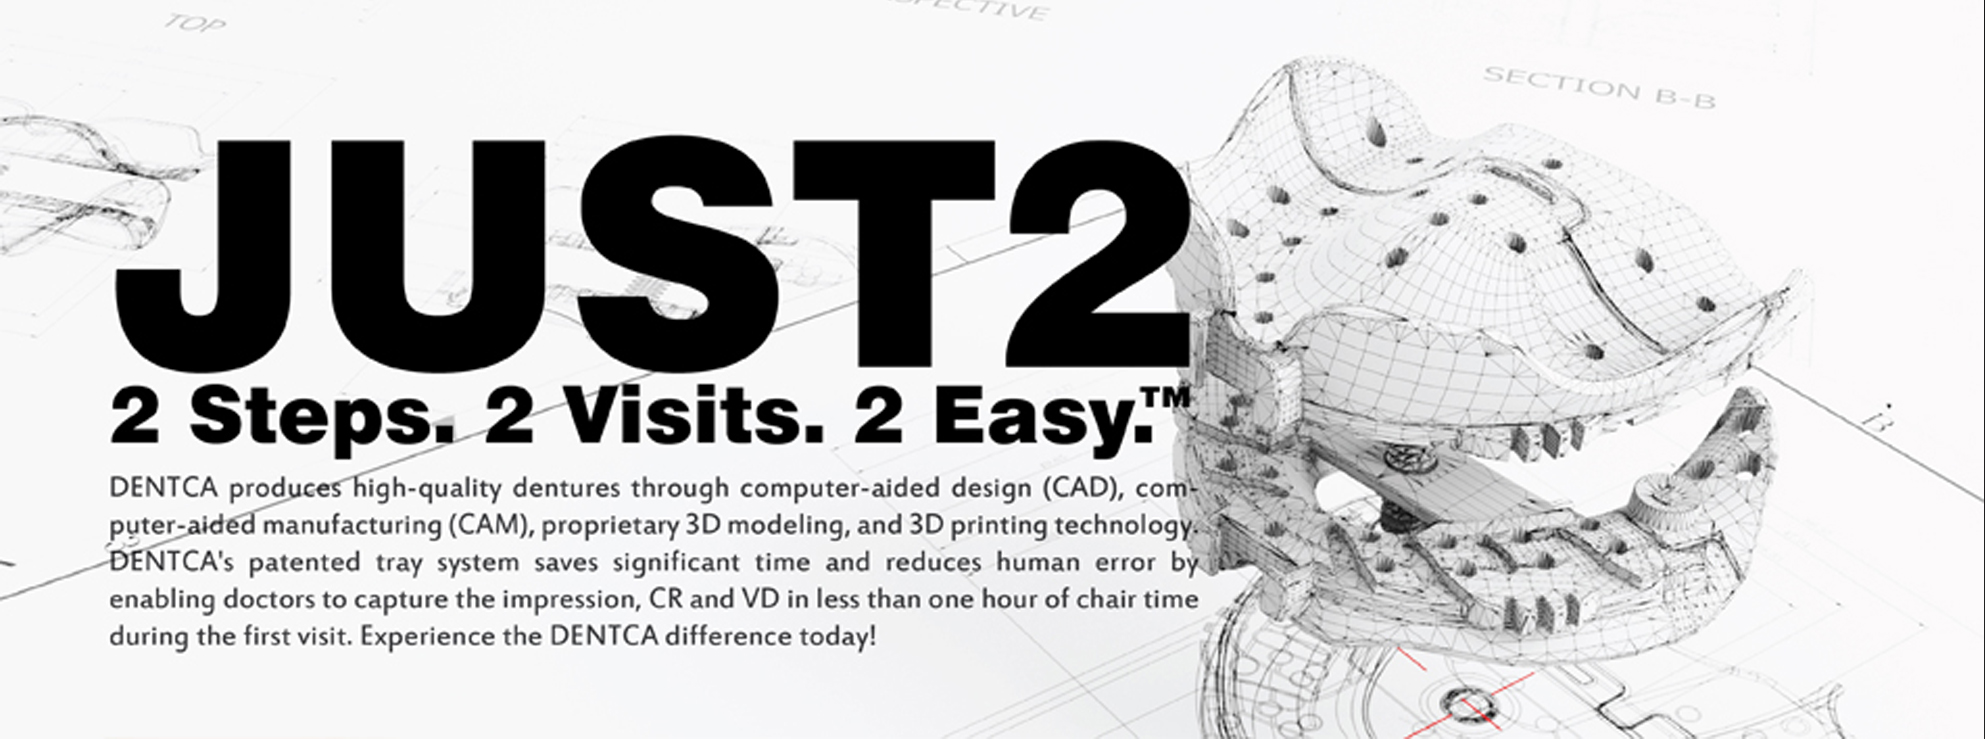 TOP
SECTION B-B
JUST2
2 Steps. 2 Visits. 2 Easy.™
DENTCA produces high-quality dentures through computer-aided design (CAD), com-
puter-aided manufacturing (CAM), proprietary 3D modeling, and 3D printing technology.
DENTCA's patented tray system saves significant time and reduces human error by
enabling doctors to capture the impression, CR and VD in less than one hour of chair time
during the first visit. Experience the DENTCA difference today!